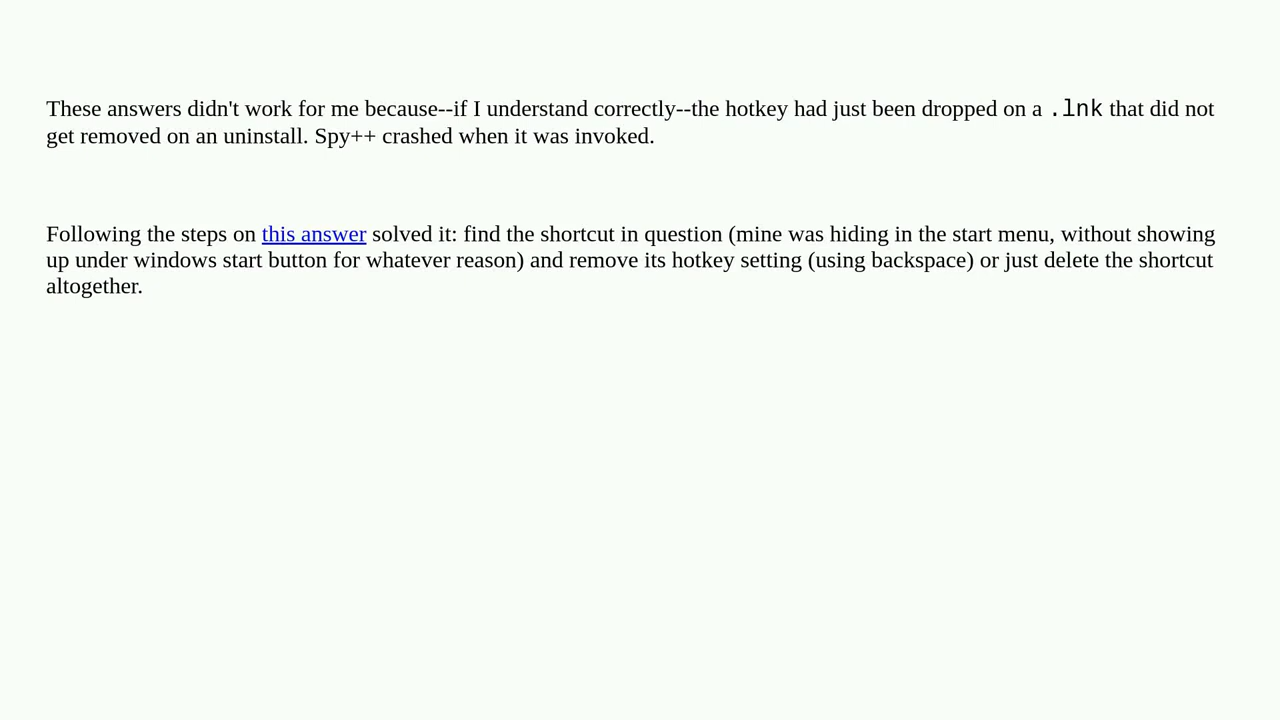 These answers didn't work for me because--if I understand correctly--the hotkey had just been dropped on a .lnk that did not
get removed on an uninstall. Spy++ crashed when it was invoked.
Following the steps on this answer solved it: find the shortcut in question (mine was hiding in the start menu, without showing
up under windows start button for whatever reason) and remove its hotkey setting (using backspace) or just delete the shortcut
altogether.